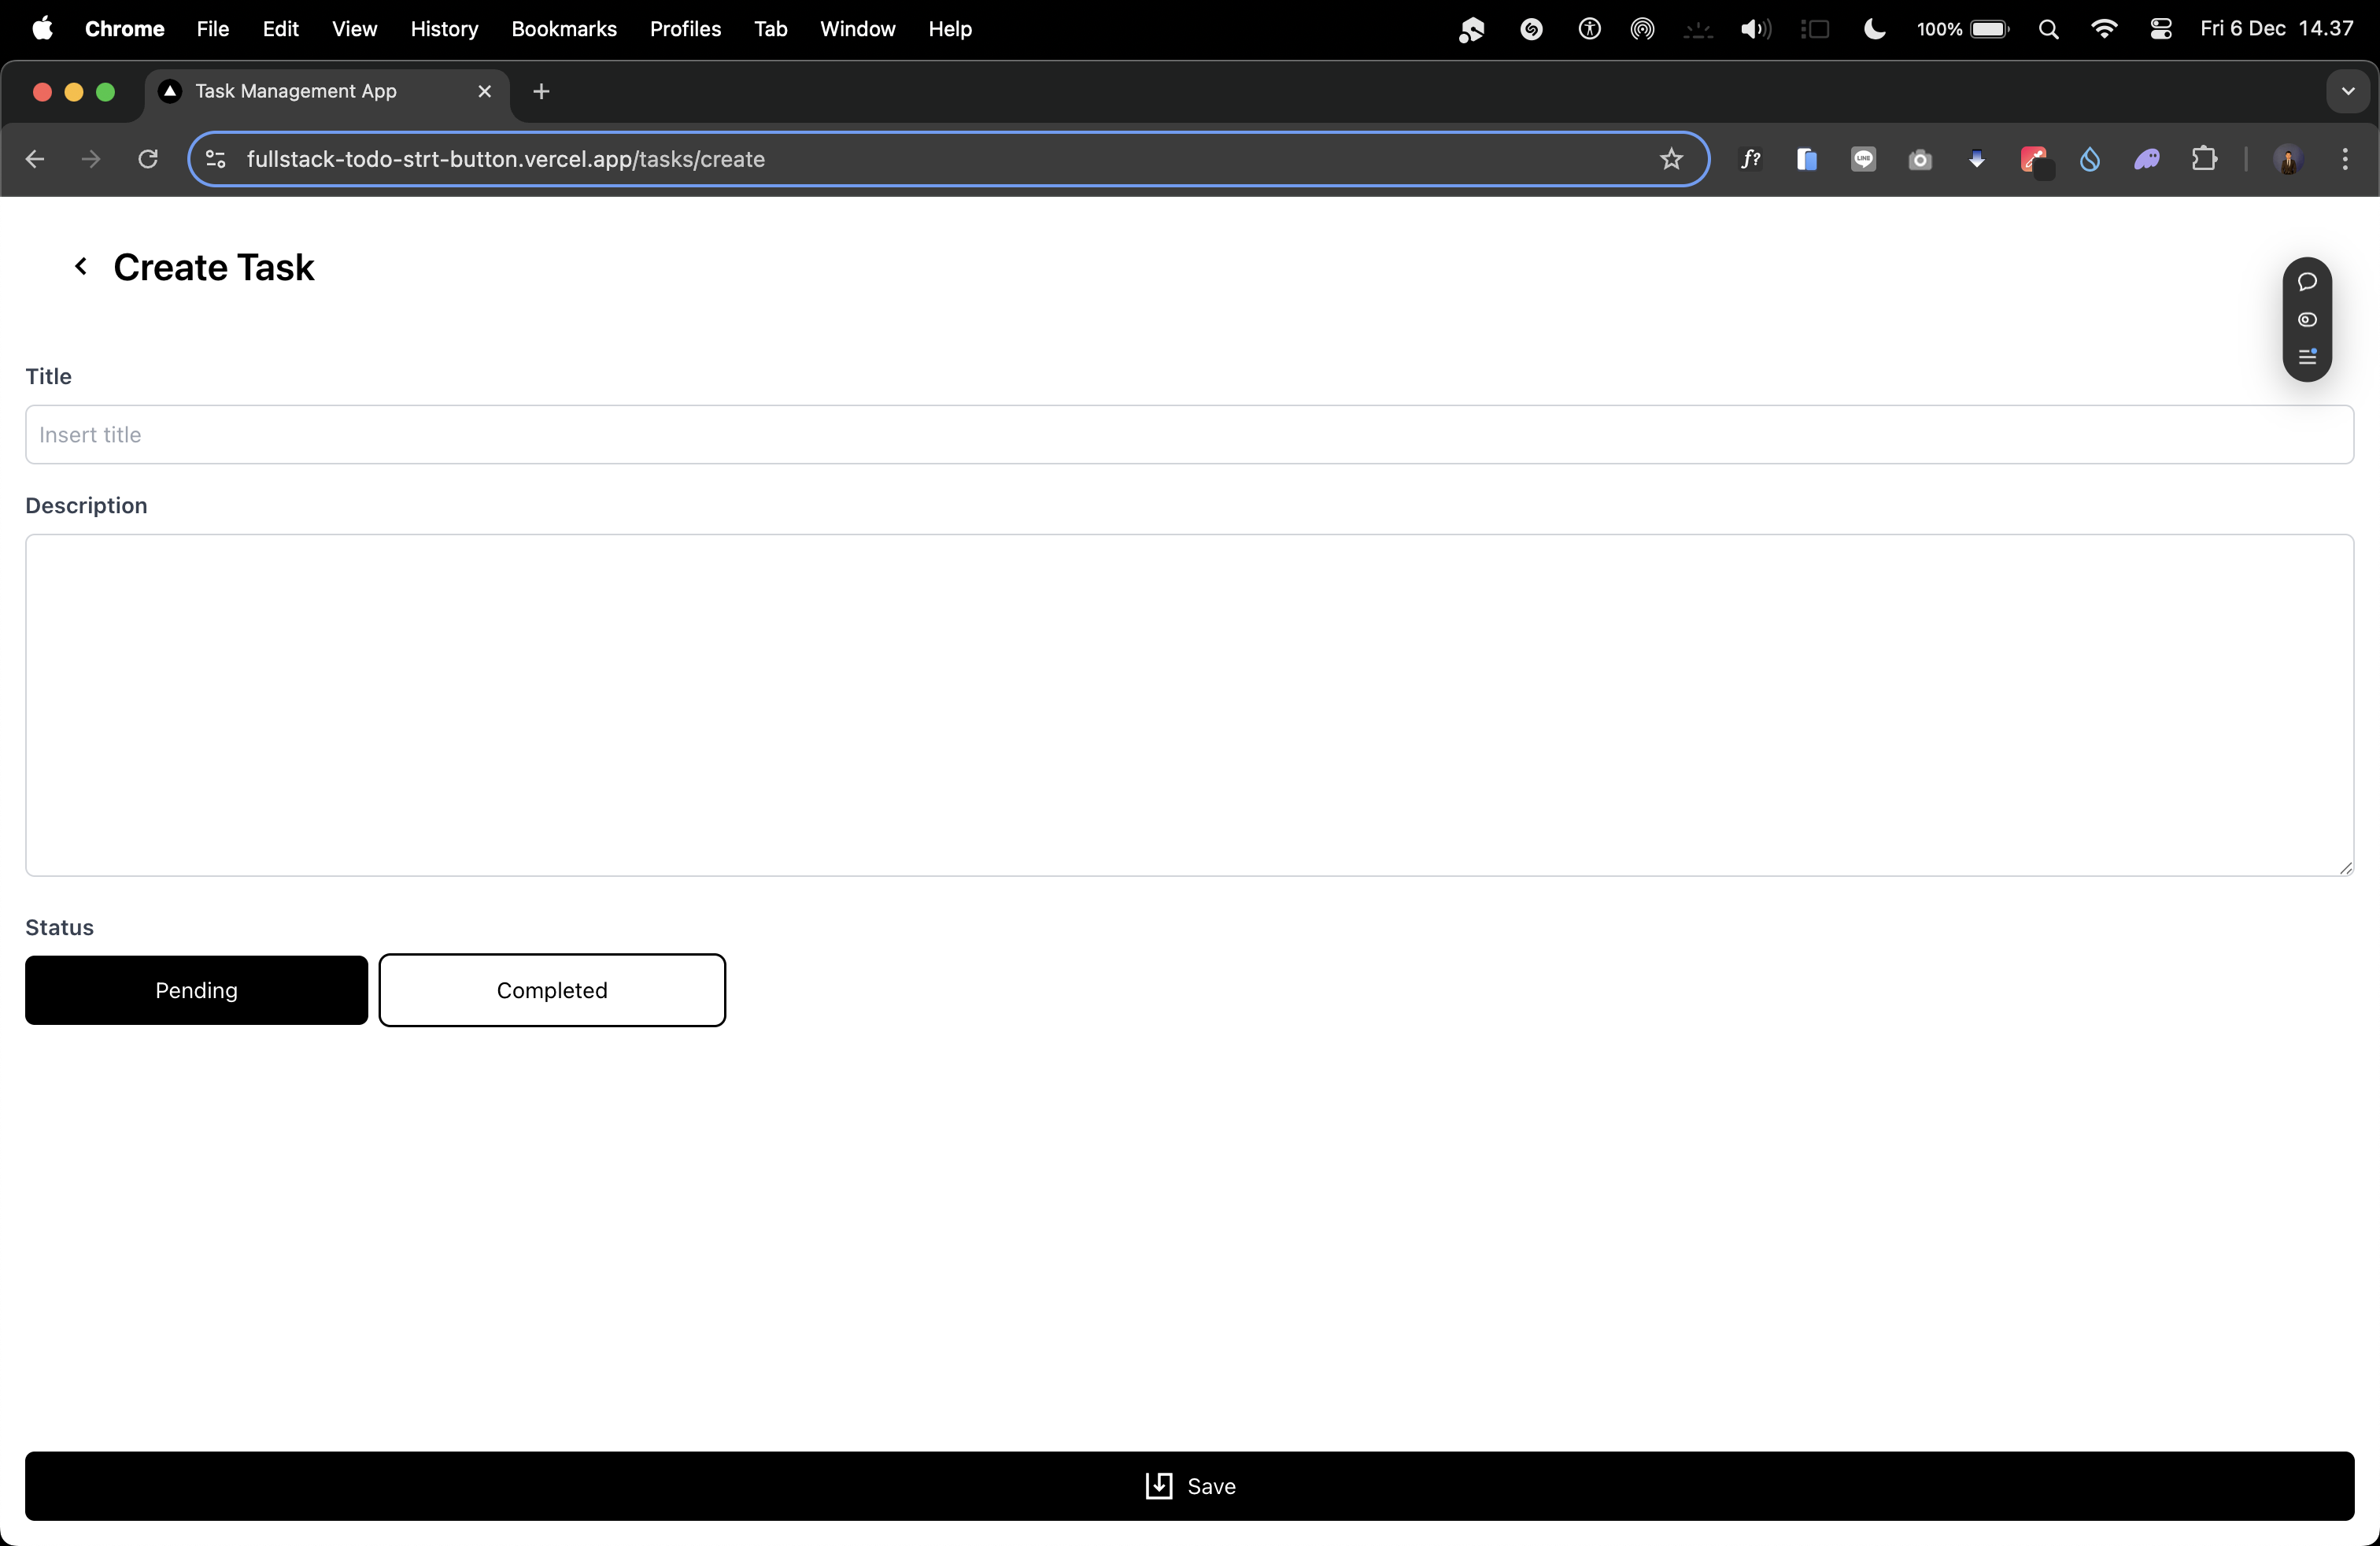 Chrome File Edit View History Bookmarks Profiles Tab Window Help 100% Fri 6 Dec 14.37
Task Management App
fullstack-todo-strt-button.vercel.app/tasks/create
f?
LINE
Create Task
Title
Insert title
Description
Status
Pending Completed
Save